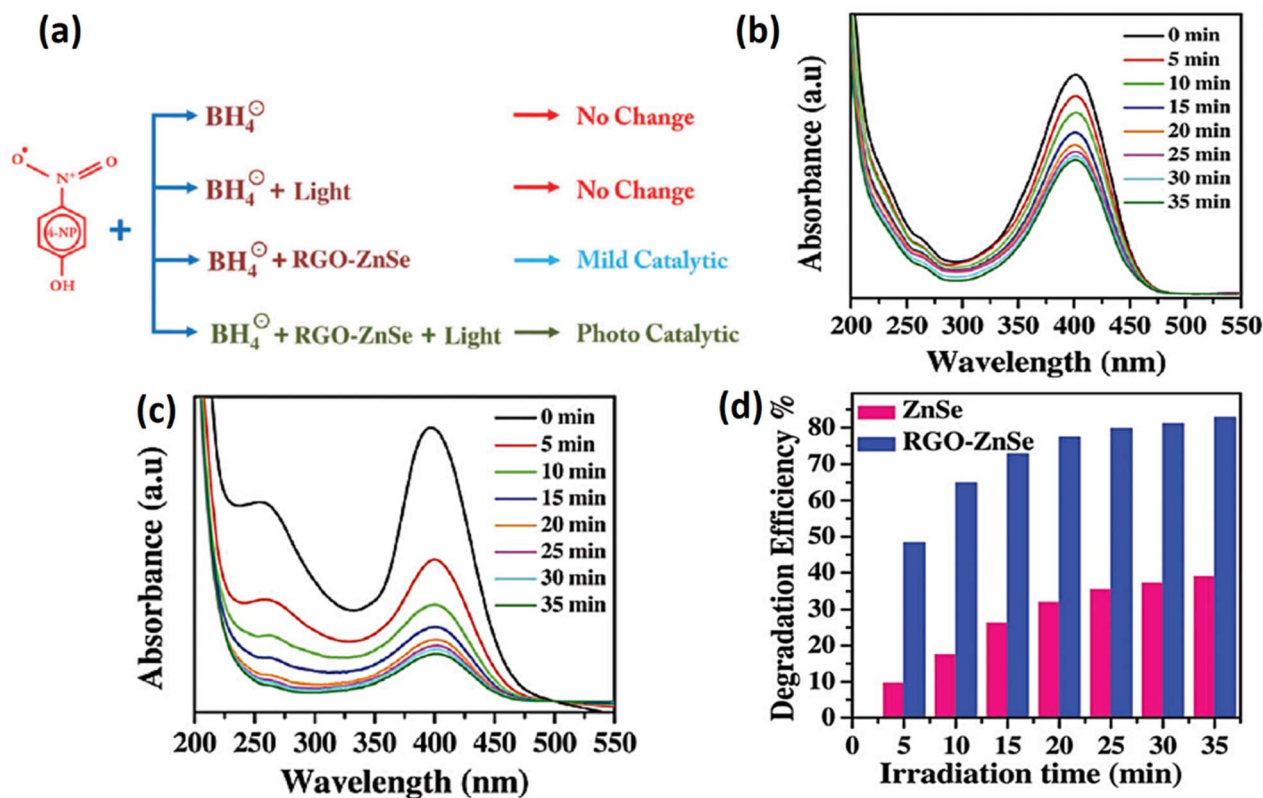 (a)
BH4⊖ → No Change
BH4⊖ + Light → No Change
BH4⊖ + RGO-ZnSe → Mild Catalytic
BH4⊖ + RGO-ZnSe + Light → Photo Catalytic
O•
N+
O
4-NP
+
OH
(b)
Absorbance (a.u)
0 min
5 min
10 min
15 min
20 min
25 min
30 min
35 min
200 250 300 350 400 450 500 550
Wavelength (nm)
(c)
Absorbance (a.u)
0 min
5 min
10 min
15 min
20 min
25 min
30 min
35 min
200 250 300 350 400 450 500 550
Wavelength (nm)
(d)
Degradation Efficiency %
ZnSe
RGO-ZnSe
80
70
60
50
40
30
20
10
0
0 5 10 15 20 25 30 35
Irradiation time (min)